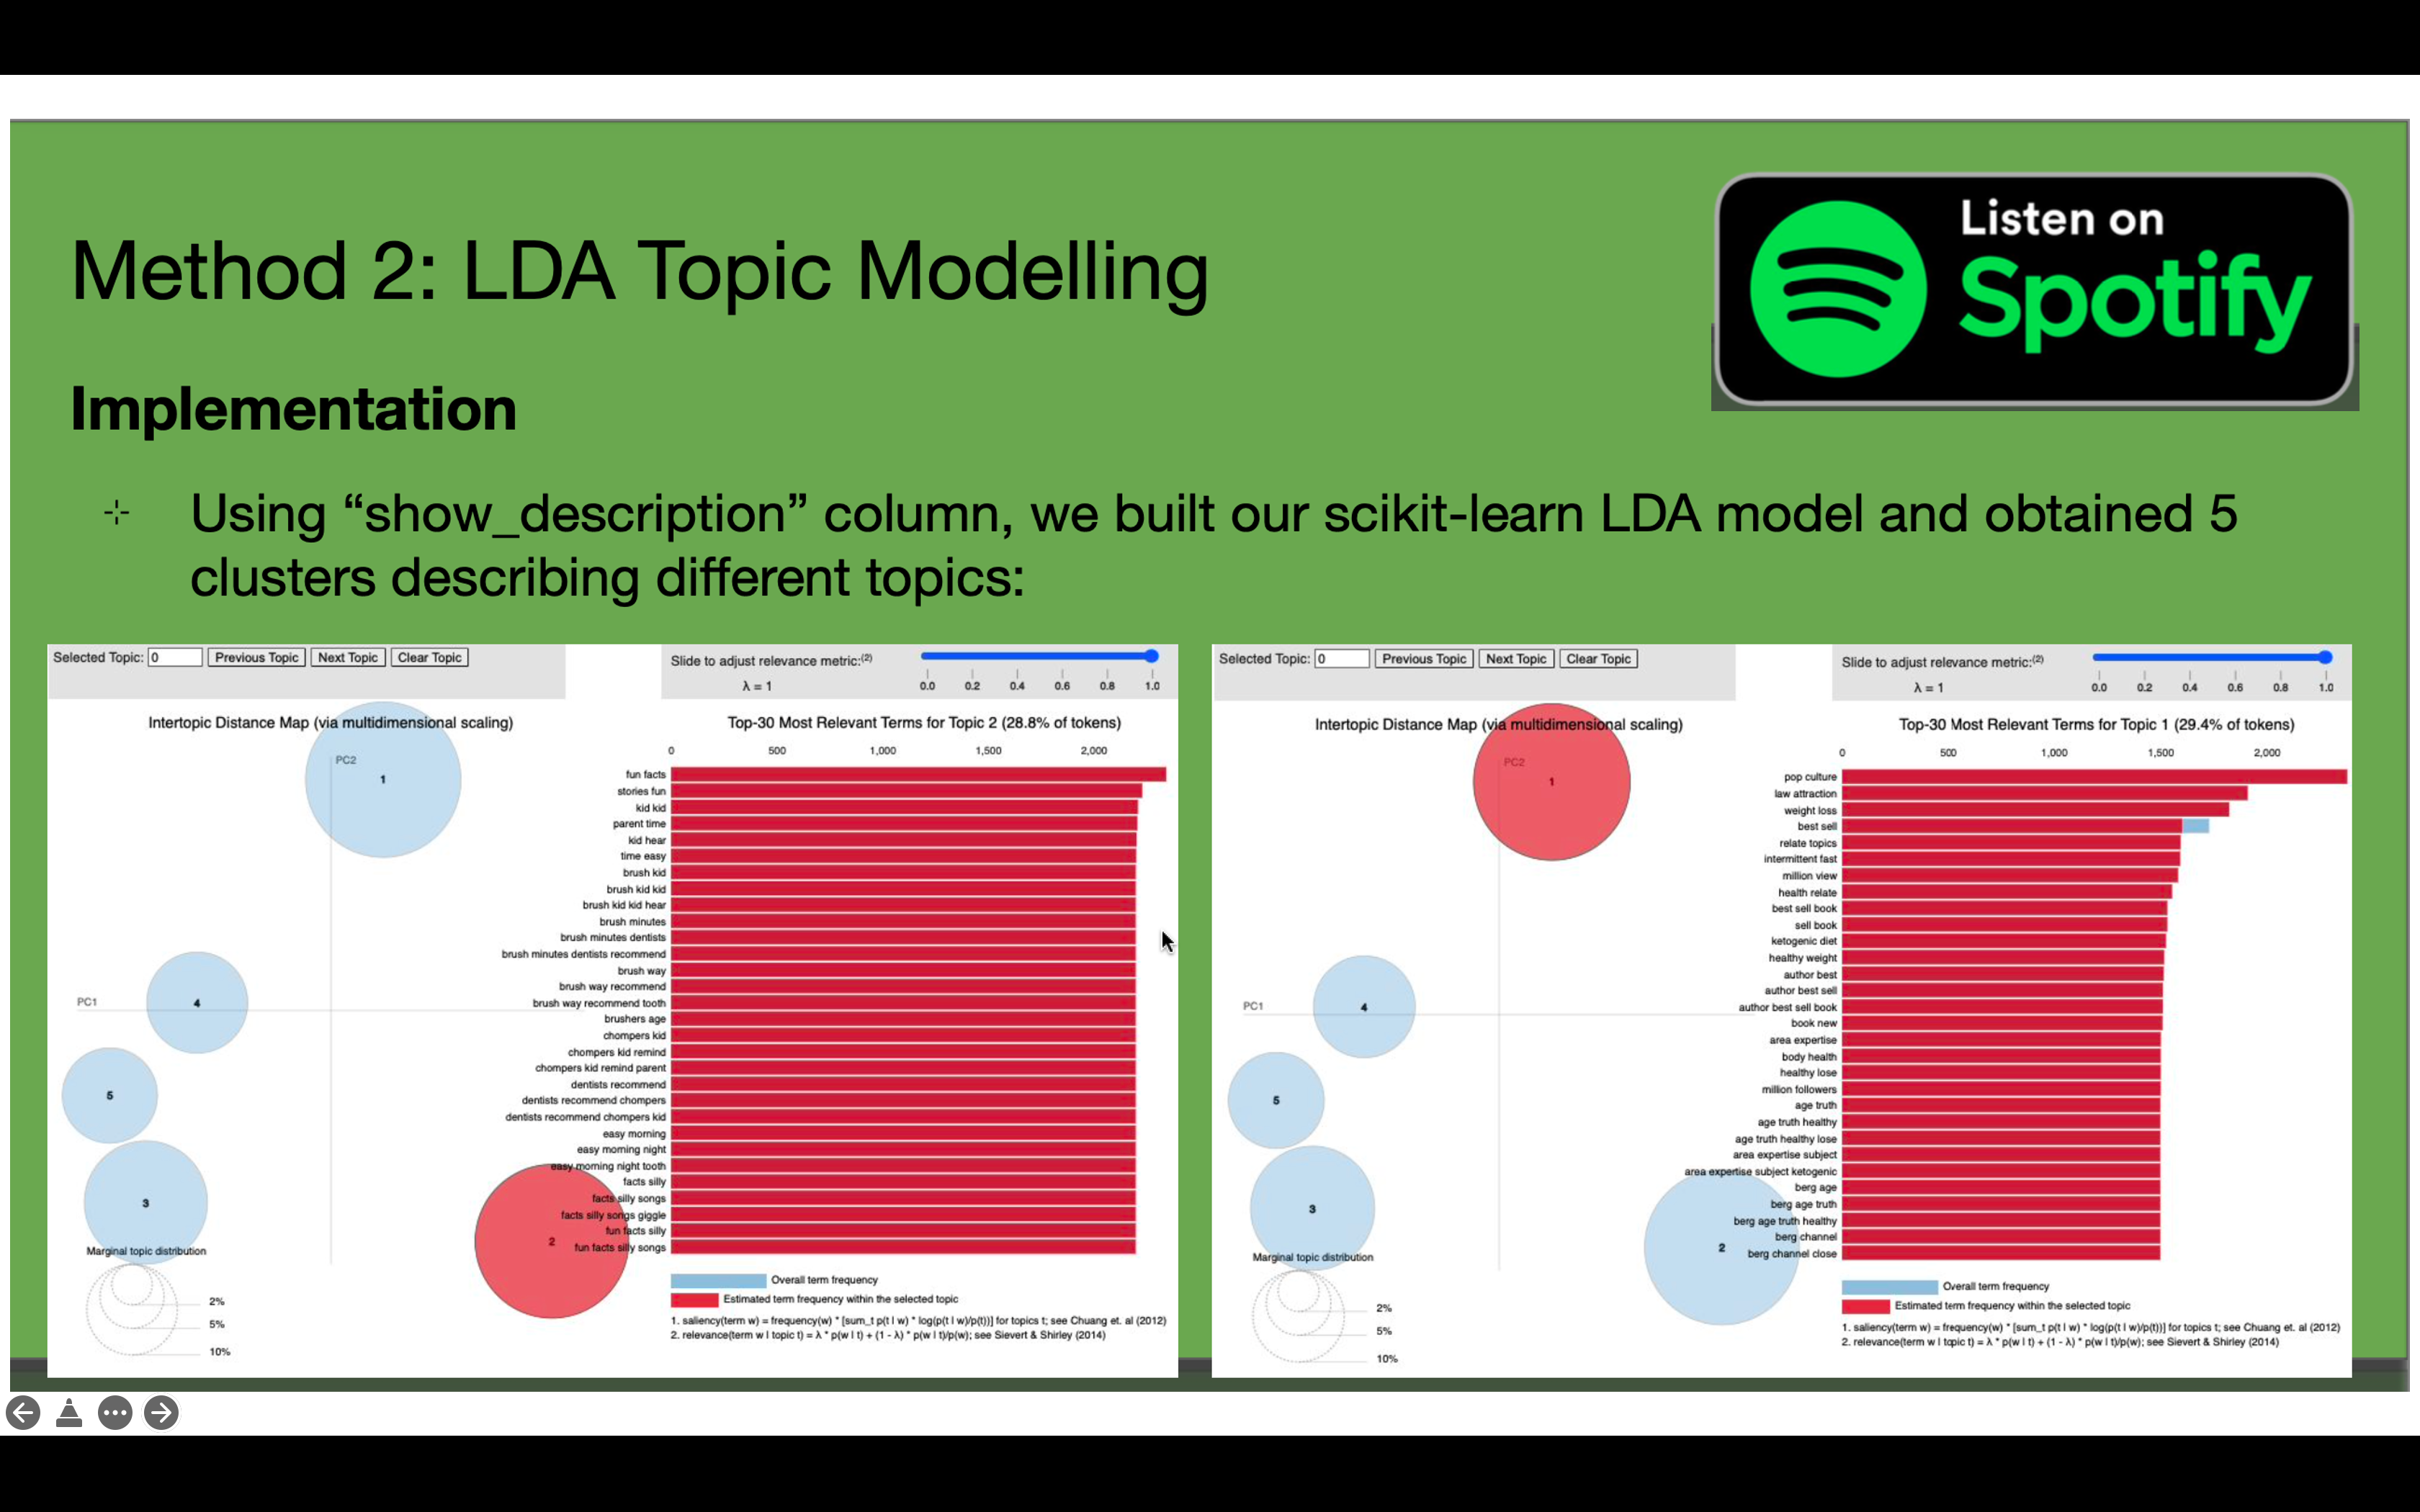 Listen on
Spotify
Method 2: LDA Topic Modelling
Implementation
Using “show_description” column, we built our scikit-learn LDA model and obtained 5
clusters describing different topics:
Selected Topic: 0 Previous Topic Next Topic Clear Topic
Slide to adjust relevance metric:(2)
λ = 1
0.0 0.2 0.4 0.6 0.8 1.0
Intertopic Distance Map (via multidimensional scaling)
PC2
PC1
1
4
5
3
2
Marginal topic distribution
2%
5%
10%
Top-30 Most Relevant Terms for Topic 2 (28.8% of tokens)
0 500 1,000 1,500 2,000
fun facts
stories fun
kid kid
parent time
kid hear
time easy
brush kid
brush kid kid
brush kid kid hear
brush minutes
brush minutes dentists
brush minutes dentists recommend
brush way
brush way recommend
brush way recommend tooth
brushers age
chompers kid
chompers kid remind
chompers kid remind parent
dentists recommend
dentists recommend chompers
dentists recommend chompers kid
easy morning
easy morning night
easy morning night tooth
facts silly
facts silly songs
facts silly songs giggle
fun facts silly
fun facts silly songs
Overall term frequency
Estimated term frequency within the selected topic
1. saliency(term w) = frequency(w) * [sum_t p(t | w) * log(p(t | w)/p(t))] for topics t; see Chuang et. al (2012)
2. relevance(term w | topic t) = λ * p(w | t) + (1 - λ) * p(w | t)/p(w); see Sievert & Shirley (2014)
Selected Topic: 0 Previous Topic Next Topic Clear Topic
Slide to adjust relevance metric:(2)
λ = 1
0.0 0.2 0.4 0.6 0.8 1.0
Intertopic Distance Map (via multidimensional scaling)
PC2
PC1
1
4
5
3
2
Marginal topic distribution
2%
5%
10%
Top-30 Most Relevant Terms for Topic 1 (29.4% of tokens)
0 500 1,000 1,500 2,000
pop culture
law attraction
weight loss
best sell
relate topics
intermittent fast
million view
health relate
best sell book
sell book
ketogenic diet
healthy weight
author best
author best sell
author best sell book
book new
area expertise
body health
healthy lose
million followers
age truth
age truth healthy
age truth healthy lose
area expertise subject
area expertise subject ketogenic
berg age
berg age truth
berg age truth healthy
berg channel
berg channel close
Overall term frequency
Estimated term frequency within the selected topic
1. saliency(term w) = frequency(w) * [sum_t p(t | w) * log(p(t | w)/p(t))] for topics t; see Chuang et. al (2012)
2. relevance(term w | topic t) = λ * p(w | t) + (1 - λ) * p(w | t)/p(w); see Sievert & Shirley (2014)